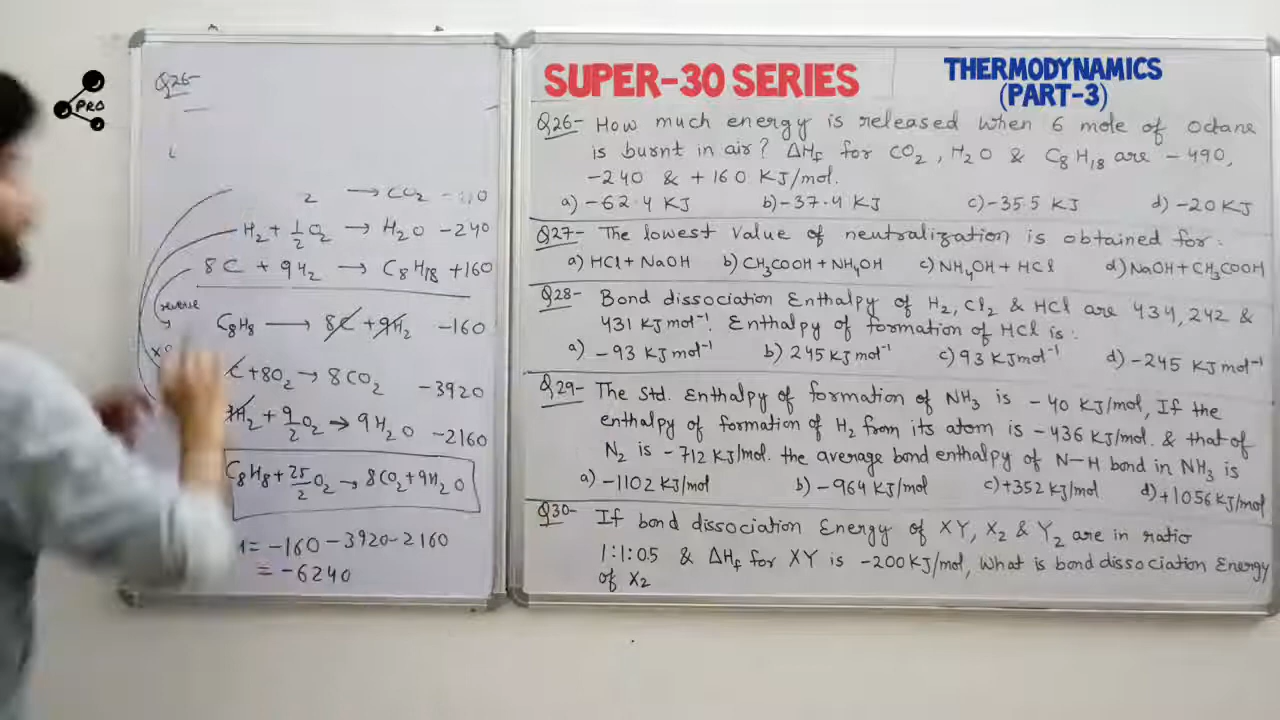 PRO
Q26-
2 → CO2
H2 + 1/2 O2 → H2O -240
8C + 9H2 → C8H18 +160
reverse
C8H8 → 8C + 9H2 -160
C + 8O2 → 8CO2 -3920
9H2 + 9/2 O2 → 9H2O -2160
C8H8 + 25/2 O2 → 8CO2 + 9H2O
= -160 -3920 -2160
= -6240
SUPER-30 SERIES
THERMODYNAMICS
(PART-3)
Q26- How much energy is released when 6 mole of Octane
is burnt in air? ΔHf for CO2, H2O & C8H18 are -490,
-240 & +160 KJ/mol.
a) -62.4 KJ b) -37.4 KJ c) -35.5 KJ d) -20 KJ
Q27- The lowest value of neutralization is obtained for:
a) HCl + NaOH b) CH3COOH + NH4OH c) NH4OH + HCl d) NaOH + CH3COOH
Q28- Bond dissociation Enthalpy of H2, Cl2 & HCl are 434, 242 &
431 KJ mol⁻¹. Enthalpy of formation of HCl is:
a) -93 KJ mol⁻¹ b) 245 KJ mol⁻¹ c) 93 KJ mol⁻¹ d) -245 KJ mol⁻¹
Q29- The Std. Enthalpy of formation of NH3 is -40 KJ/mol, If the
enthalpy of formation of H2 from its atom is -436 KJ/mol. & that of
N2 is -712 KJ/mol. the average bond enthalpy of N-H bond in NH3 is
a) -1102 KJ/mol b) -964 KJ/mol c) +352 KJ/mol d) +1056 KJ/mol
Q30- If bond dissociation Energy of XY, X2 & Y2 are in ratio
1:1:05 & ΔHf for XY is -200 KJ/mol, What is bond dissociation Energy
of X2